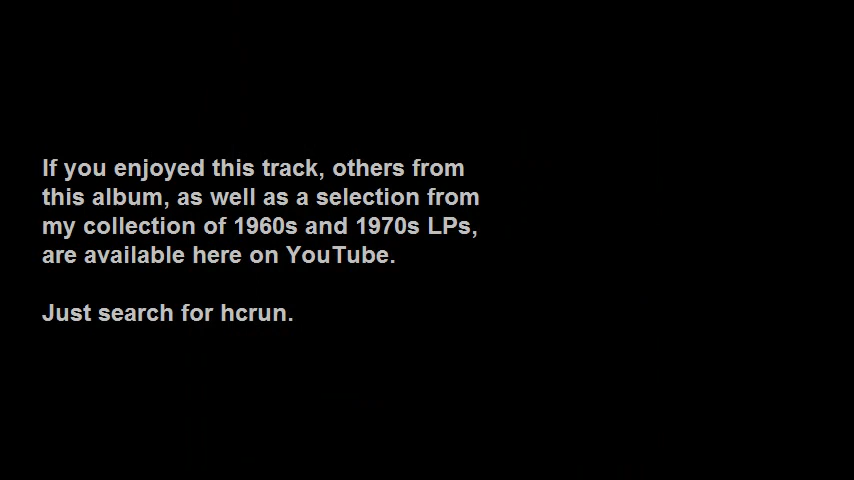 If you enjoyed this track, others from
this album, as well as a selection from
my collection of 1960s and 1970s LPs,
are available here on YouTube.
Just search for hcrun.